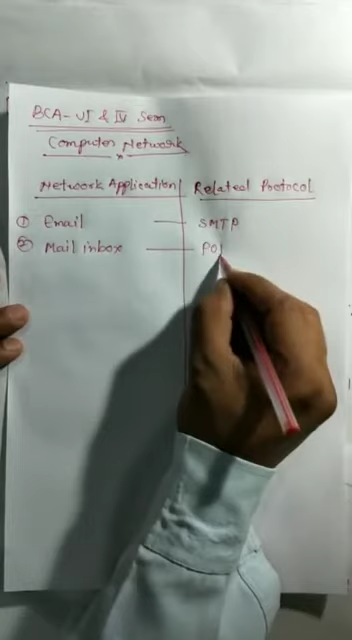 BCA-VI & IV Sem
Computer Network
Network Application Related Protocol
① Email — SMTP
② Mail inbox — PO